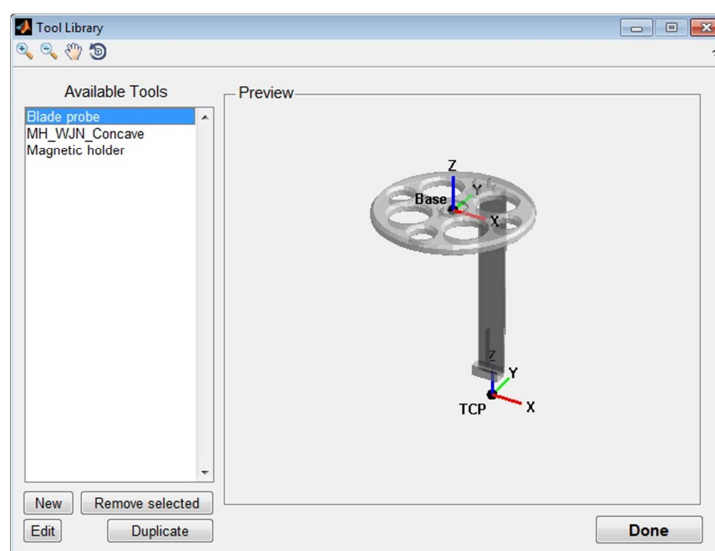 Tool Library
Available Tools
Blade probe
MH_WJN_Concave
Magnetic holder
Preview
Z
Y
Base
X
Z
Y
X
TCP
New
Remove selected
Edit
Duplicate
Done